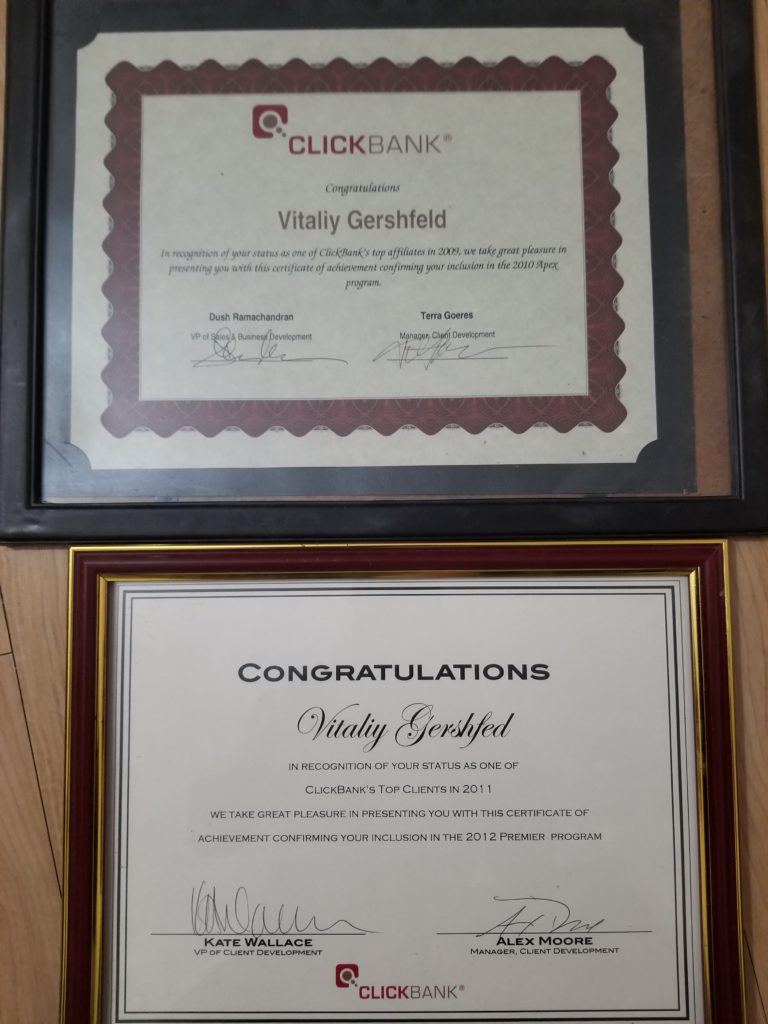 CLICKBANK®
Congratulations
Vitaliy Gershfeld
In recognition of your status as one of ClickBank's top affiliates in 2009, we take great pleasure in
presenting you with this certificate of achievement confirming your inclusion in the 2010 Apex
program.
Dush Ramachandran
VP of Sales & Business Development
Terra Goeres
Manager, Client Development
CONGRATULATIONS
Vitaliy Gershfed
IN RECOGNITION OF YOUR STATUS AS ONE OF
CLICKBANK'S TOP CLIENTS IN 2011
WE TAKE GREAT PLEASURE IN PRESENTING YOU WITH THIS CERTIFICATE OF
ACHIEVEMENT CONFIRMING YOUR INCLUSION IN THE 2012 PREMIER PROGRAM
KATE WALLACE
VP OF CLIENT DEVELOPMENT
ALEX MOORE
MANAGER, CLIENT DEVELOPMENT
CLICKBANK®